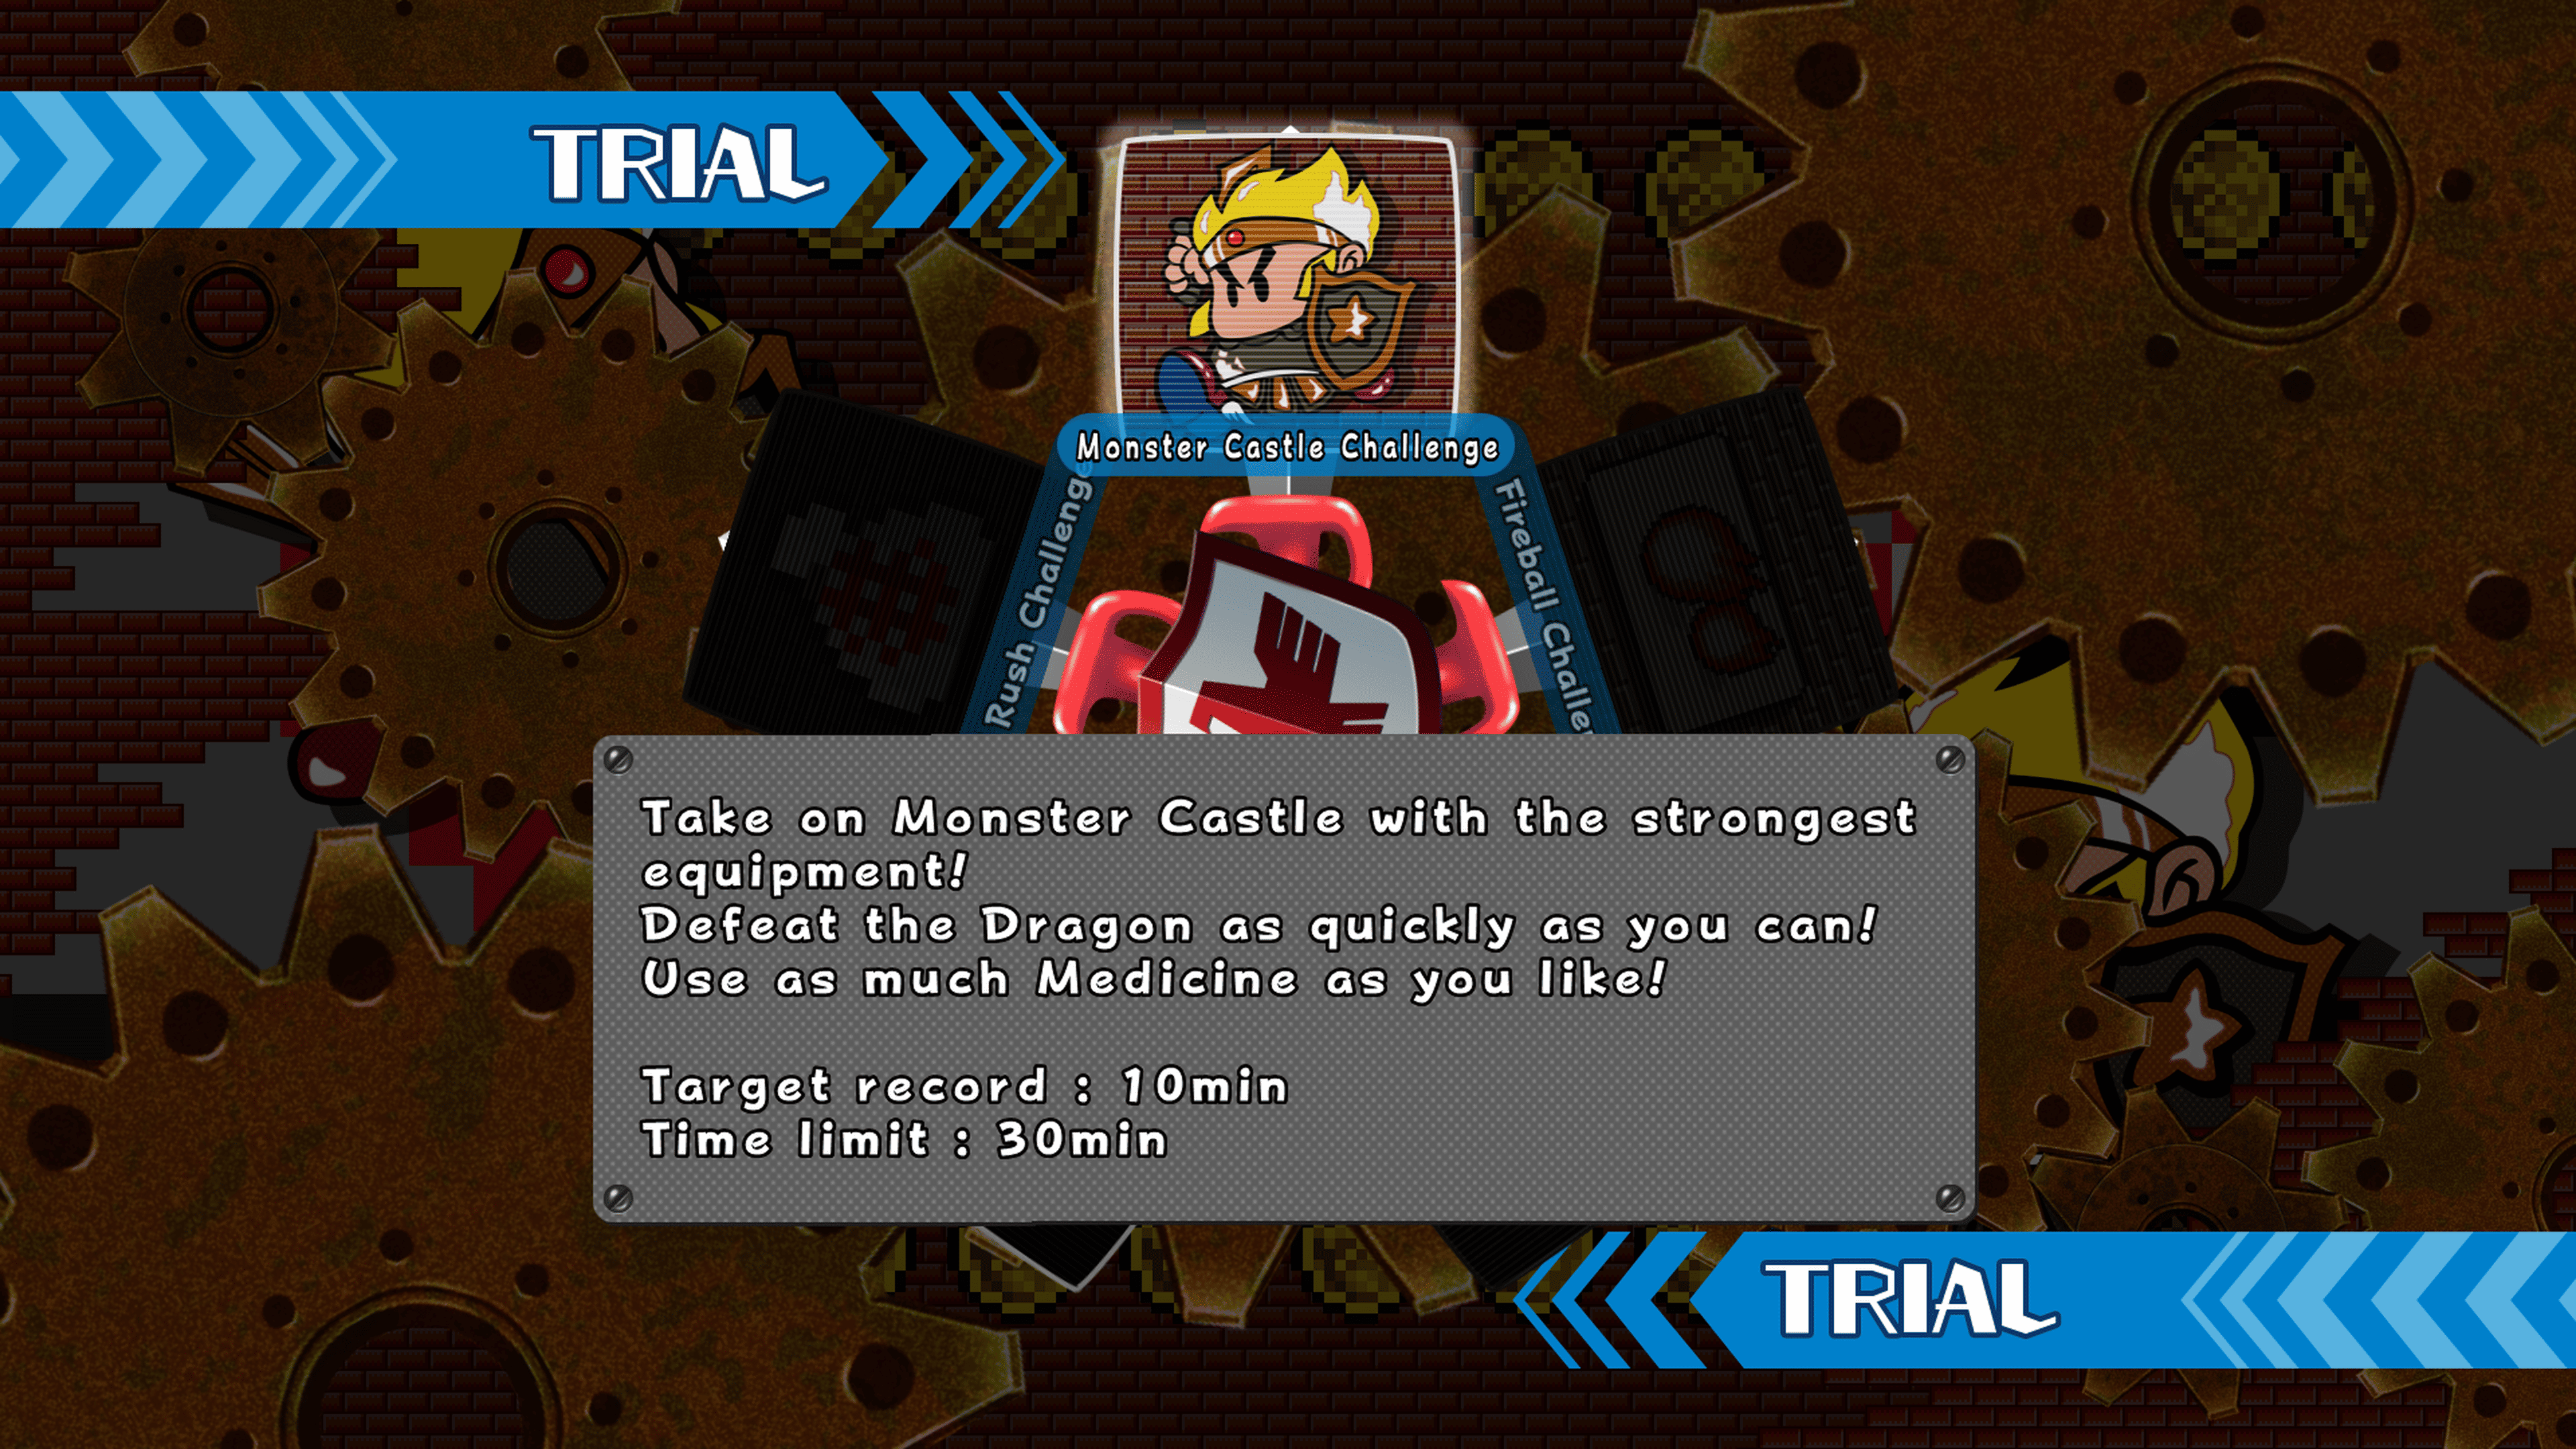 TRIAL
Monster Castle Challenge
Rush Challenge
Fireball
Take on Monster Castle with the strongest
equipment!
Defeat the Dragon as quickly as you can!
Use as much Medicine as you like!
Target record : 10min
Time limit : 30min
TRIAL